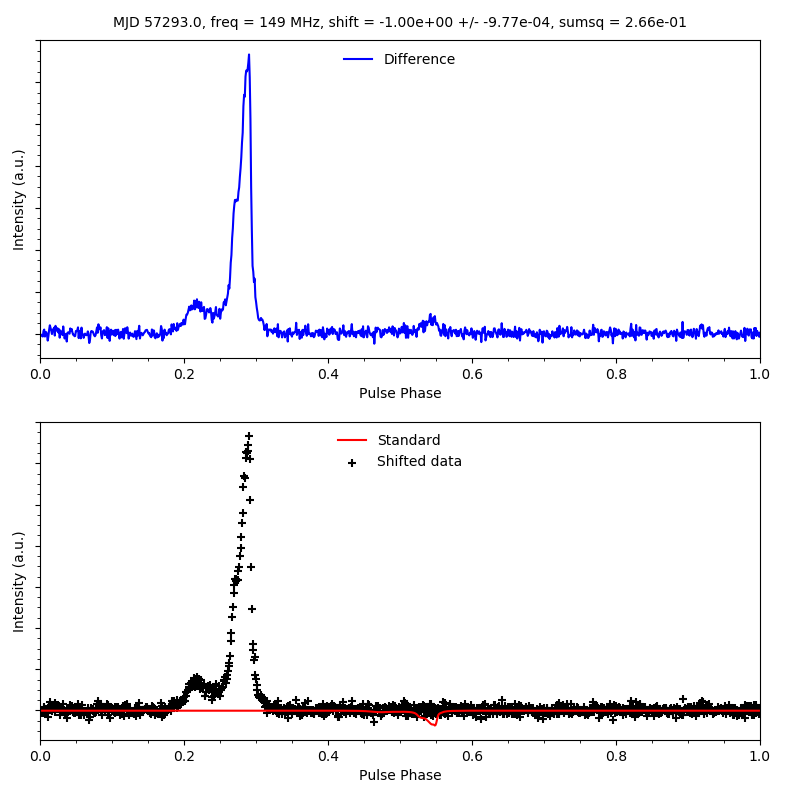 MJD 57293.0, freq = 149 MHz, shift = -1.00e+00 +/- -9.77e-04, sumsq = 2.66e-01
Difference
Intensity (a.u.)
0.0 0.2 0.4 0.6 0.8 1.0
Pulse Phase
Standard
Shifted data
Intensity (a.u.)
0.0 0.2 0.4 0.6 0.8 1.0
Pulse Phase